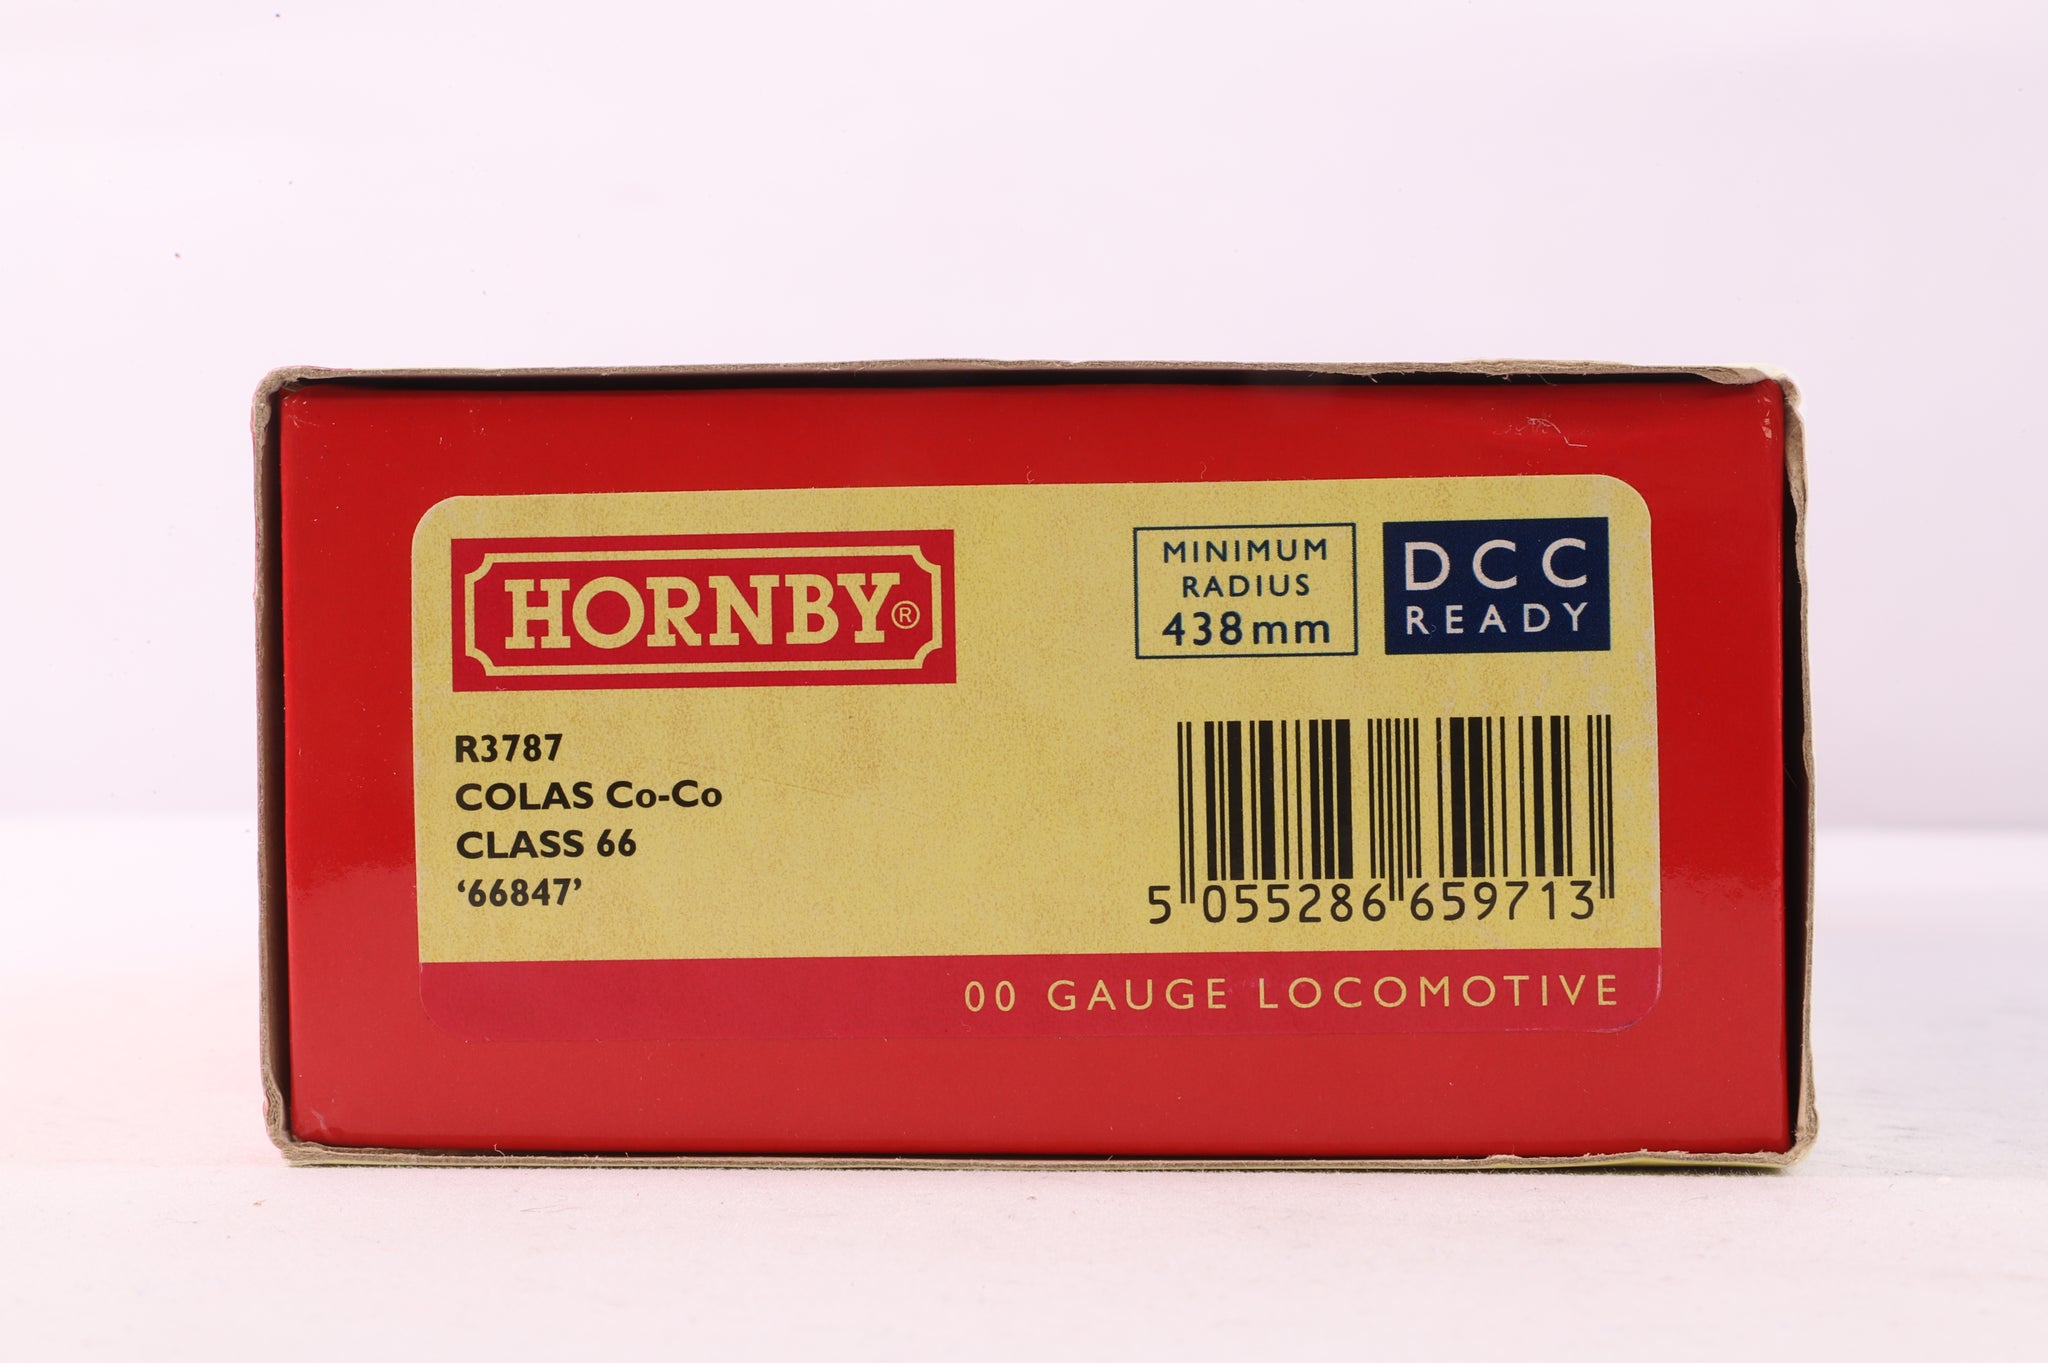 HORNBY®
MINIMUM
RADIUS
438mm
DCC
READY
R3787
COLAS Co-Co
CLASS 66
‘66847’
5 055286 659713
00 GAUGE LOCOMOTIVE